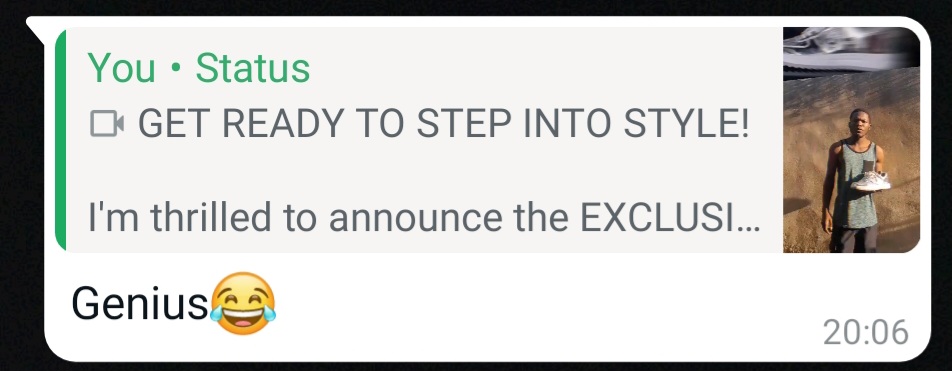 You • Status
GET READY TO STEP INTO STYLE!
I'm thrilled to announce the EXCLUSI...
Genius😂
20:06